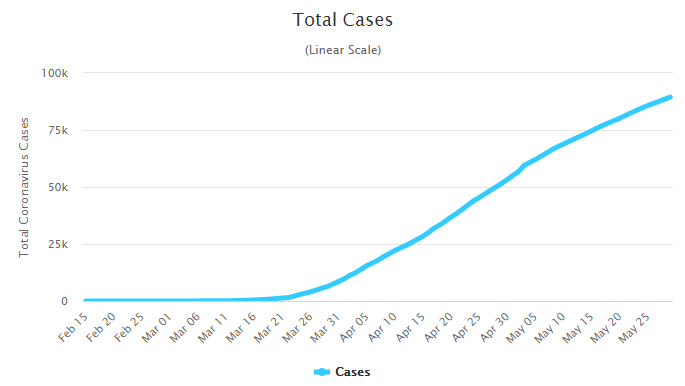 Total Cases
(Linear Scale)
Total Coronavirus Cases
100k
75k
50k
25k
0
Feb 15
Feb 20
Feb 25
Mar 01
Mar 06
Mar 11
Mar 16
Mar 21
Mar 26
Mar 31
Apr 05
Apr 10
Apr 15
Apr 20
Apr 25
Apr 30
May 05
May 10
May 15
May 20
May 25
Cases